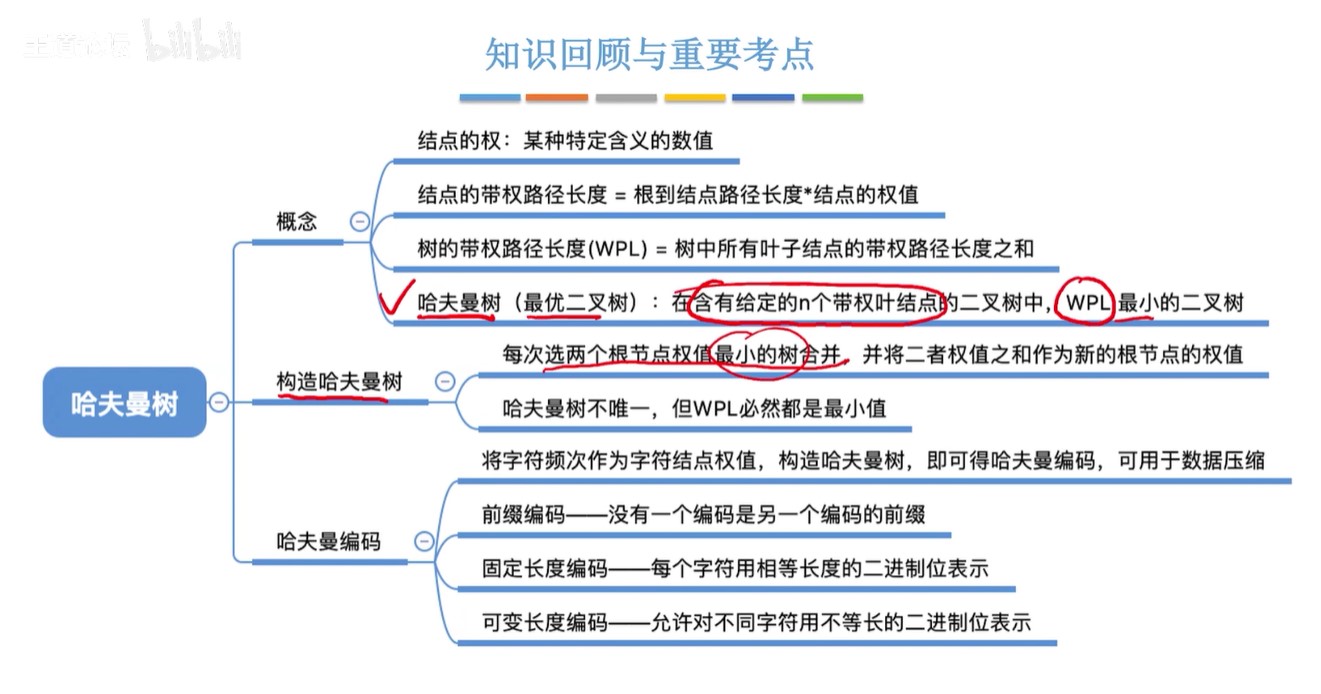 bilibili
知识回顾与重要考点
结点的权：某种特定含义的数值
结点的带权路径长度 = 根到结点路径长度*结点的权值
概念
树的带权路径长度(WPL) = 树中所有叶子结点的带权路径长度之和
哈夫曼树（最优二叉树）：在含有给定的n个带权叶结点的二叉树中，WPL 最小的二叉树
每次选两个根节点权值最小的树合并，并将二者权值之和作为新的根节点的权值
构造哈夫曼树
哈夫曼树
哈夫曼树不唯一，但WPL必然都是最小值
将字符频次作为字符结点权值，构造哈夫曼树，即可得哈夫曼编码，可用于数据压缩
前缀编码——没有一个编码是另一个编码的前缀
哈夫曼编码
固定长度编码——每个字符用相等长度的二进制位表示
可变长度编码——允许对不同字符用不等长的二进制位表示